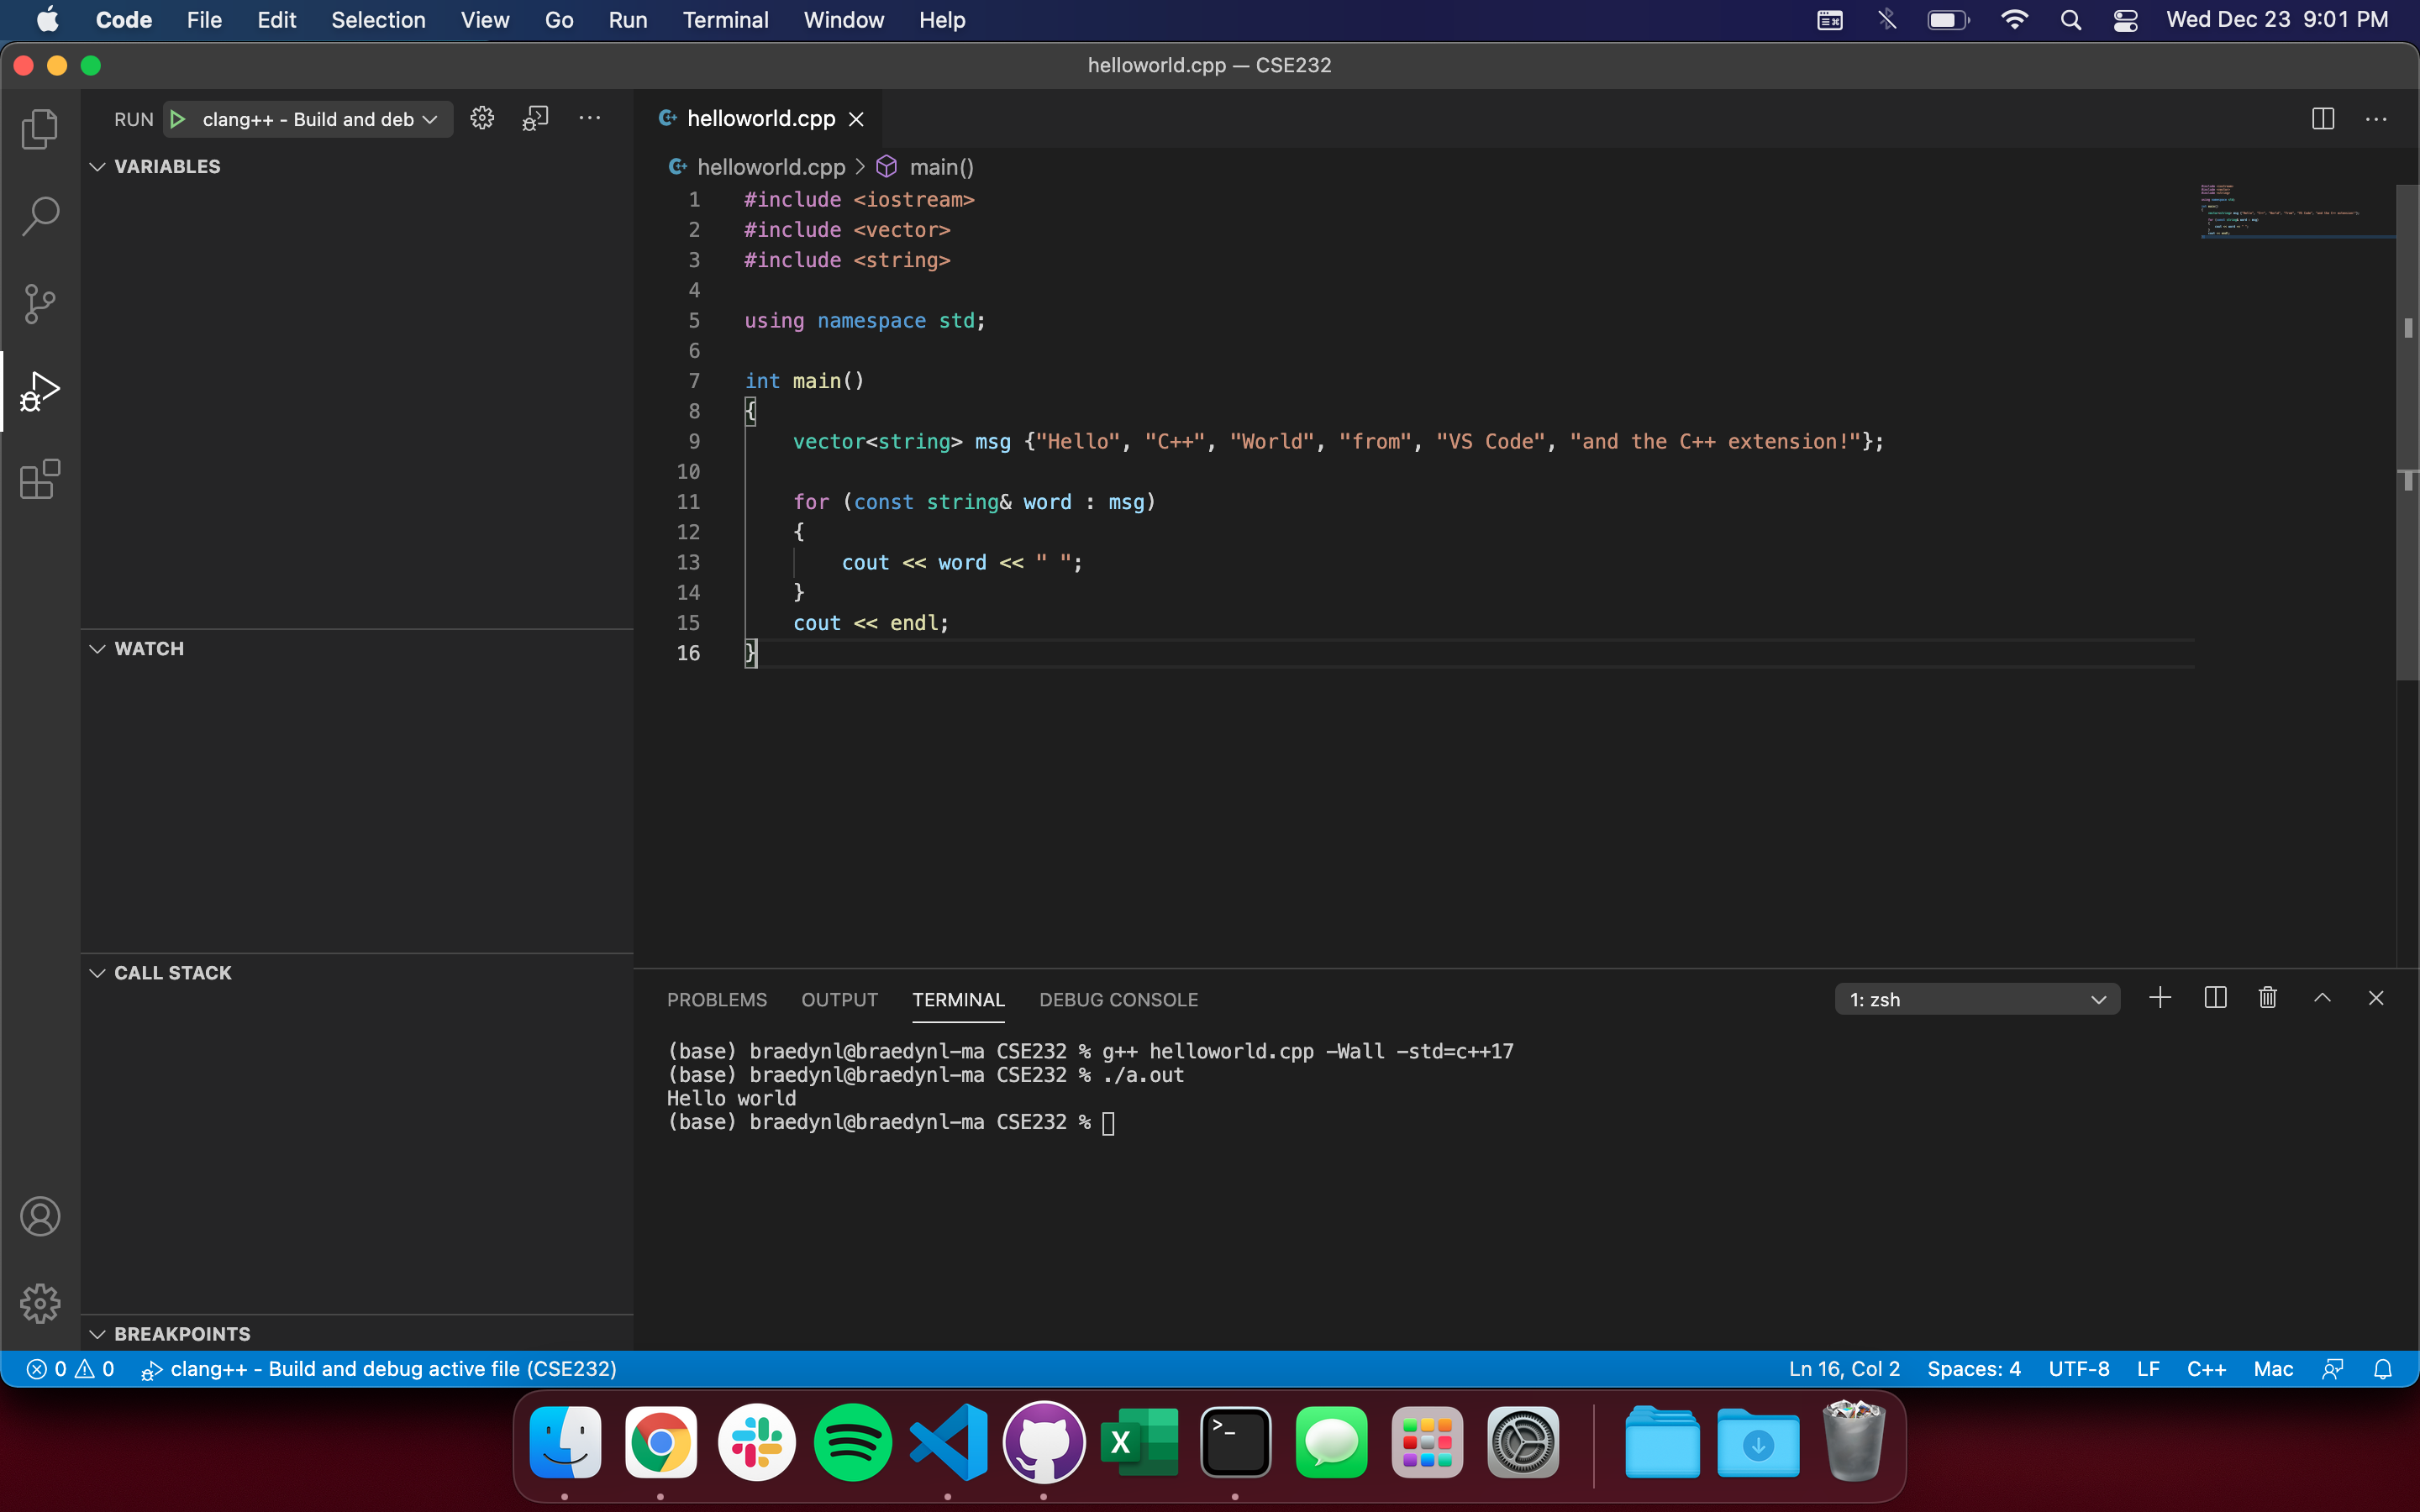 Code File Edit Selection View Go Run Terminal Window Help Wed Dec 23 9:01 PM
helloworld.cpp — CSE232
RUN clang++ - Build and deb
helloworld.cpp
VARIABLES
helloworld.cpp > main()
1 #include <iostream>
2 #include <vector>
3 #include <string>
4
5 using namespace std;
6
7 int main()
8 {
9 vector<string> msg {"Hello", "C++", "World", "from", "VS Code", "and the C++ extension!"};
10
11 for (const string& word : msg)
12 {
13 cout << word << " ";
14 }
15 cout << endl;
16 }
WATCH
CALL STACK
BREAKPOINTS
PROBLEMS OUTPUT TERMINAL DEBUG CONSOLE 1: zsh
(base) braedynl@braedynl-ma CSE232 % g++ helloworld.cpp -Wall -std=c++17
(base) braedynl@braedynl-ma CSE232 % ./a.out
Hello world
(base) braedynl@braedynl-ma CSE232 %
0 0 clang++ - Build and debug active file (CSE232) Ln 16, Col 2 Spaces: 4 UTF-8 LF C++ Mac
X >_